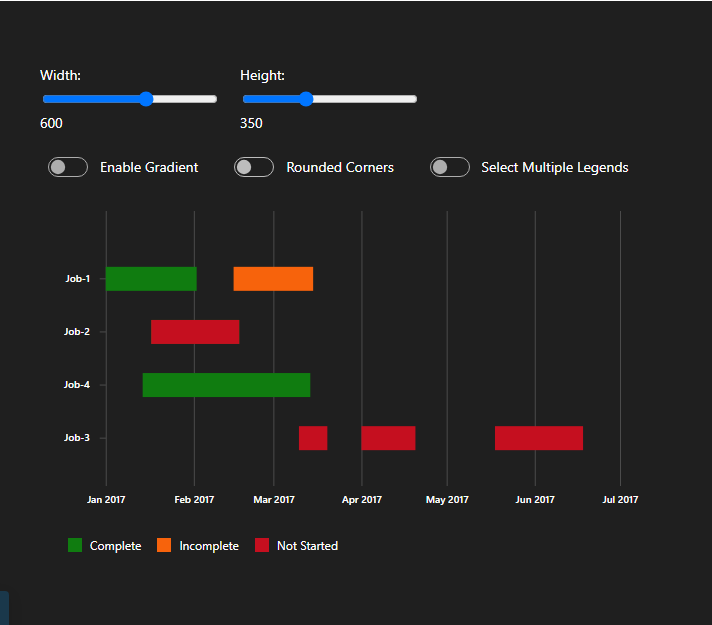 Width: Height:
600 350
Enable Gradient Rounded Corners Select Multiple Legends
Job-1
Job-2
Job-4
Job-3
Jan 2017 Feb 2017 Mar 2017 Apr 2017 May 2017 Jun 2017 Jul 2017
Complete Incomplete Not Started